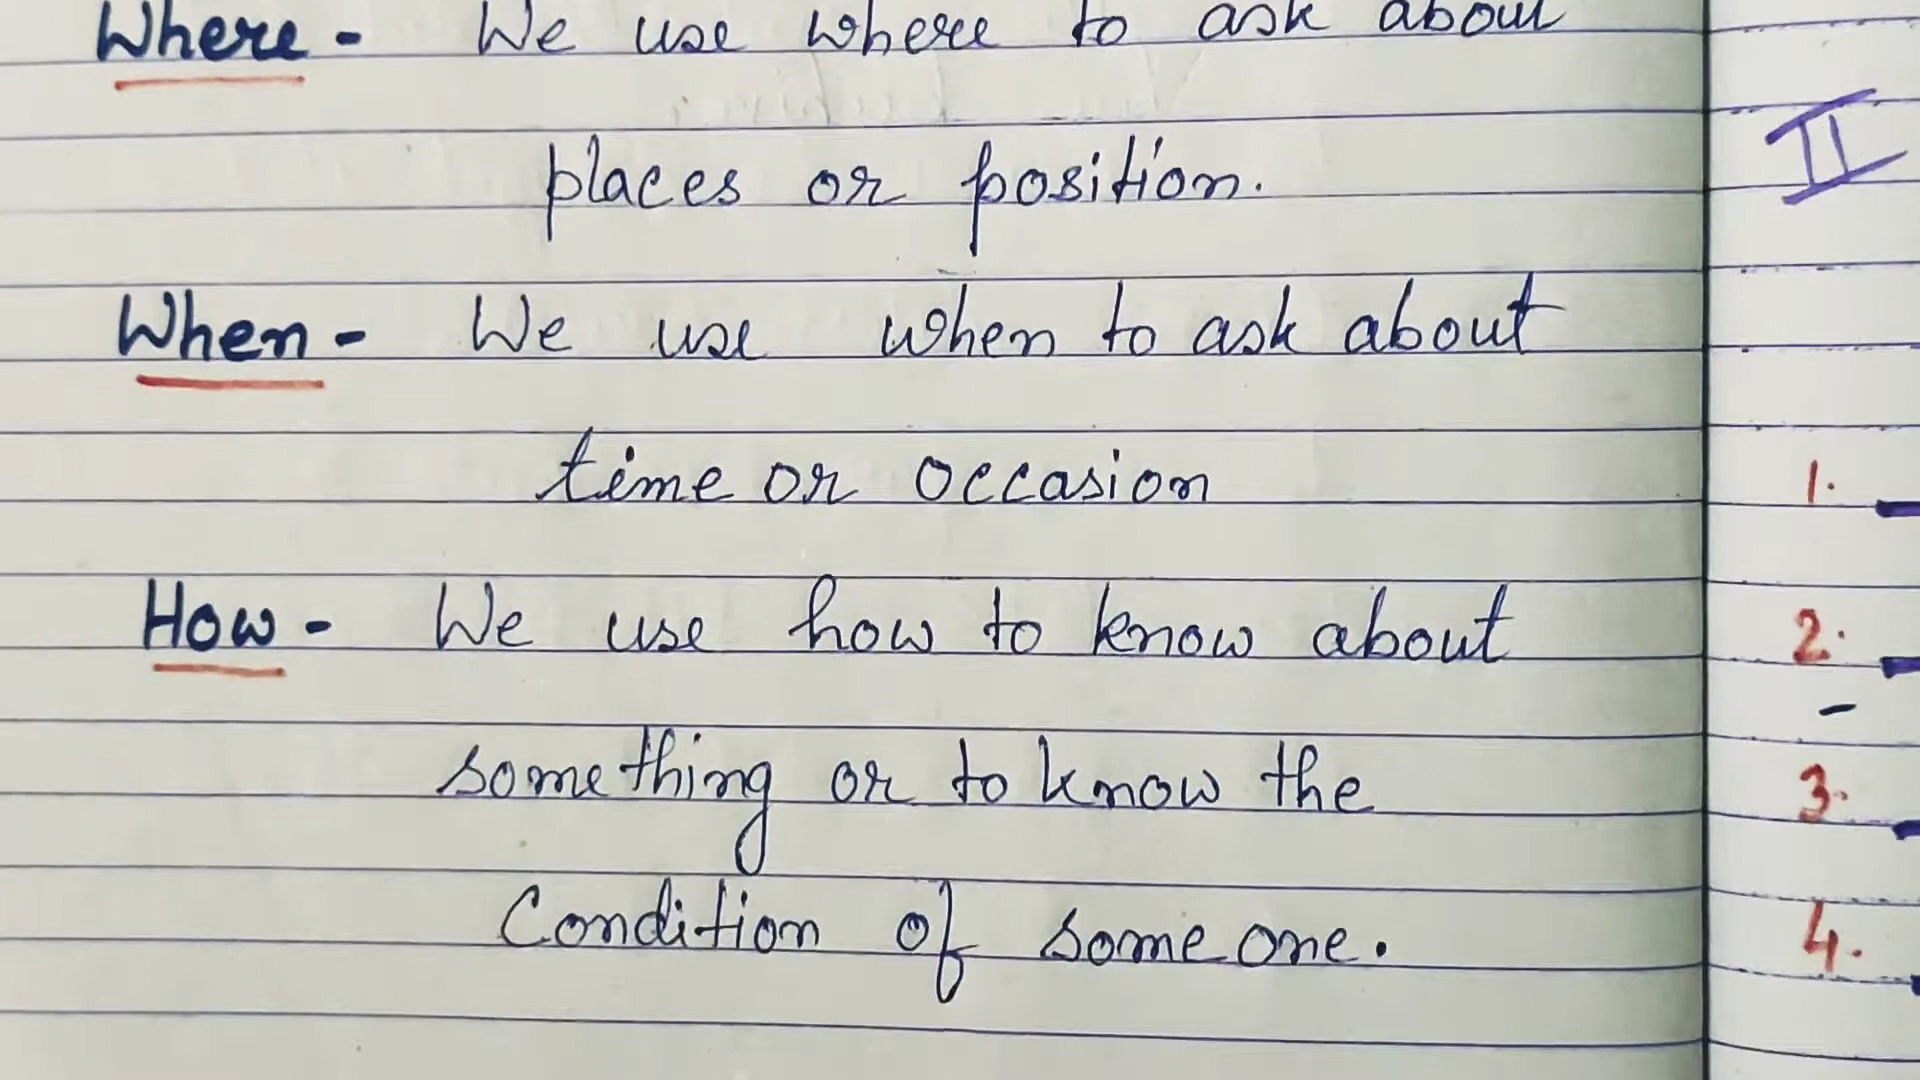 Where - We use where to ask about
places or position.
When - We use when to ask about
time or occasion
How - We use how to know about
something or to know the
Condition of someone.
II
1.
2.
-
3.
4.